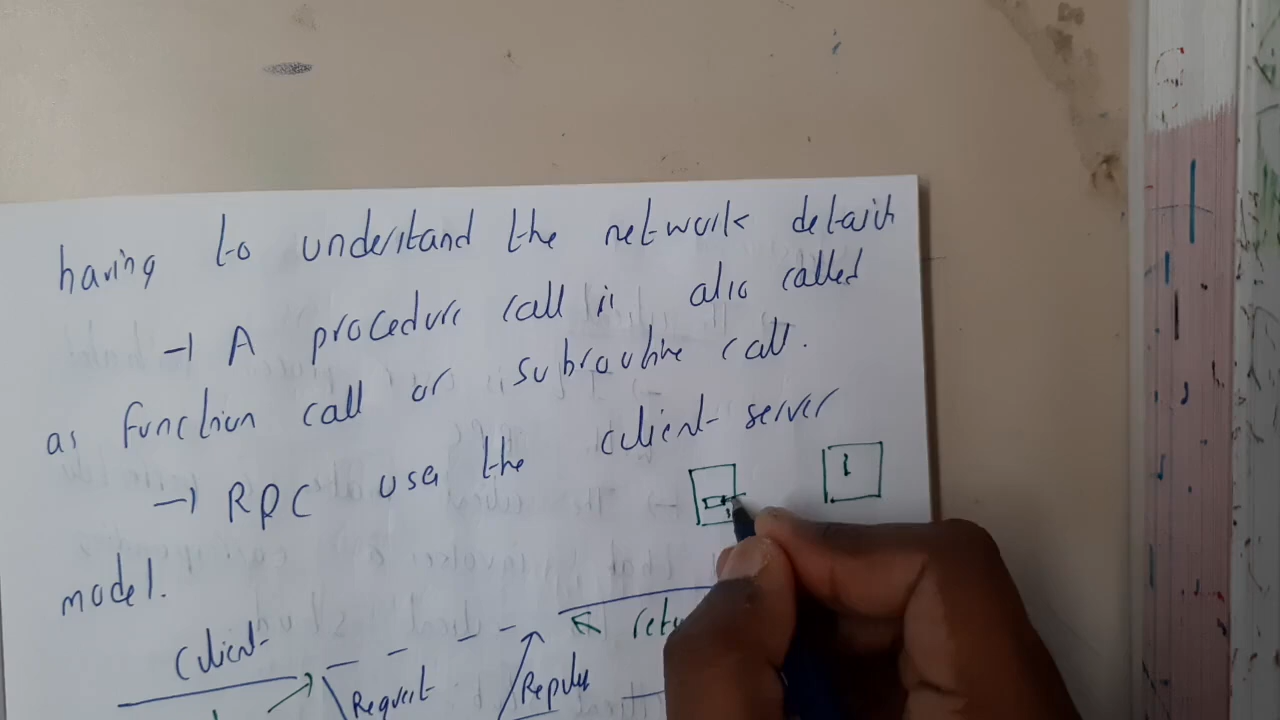 having to understand the network details
→ A procedure call is also called
as function call or subroutine call.
→ RPC uses the client-server
model.
Client
Request
Reply